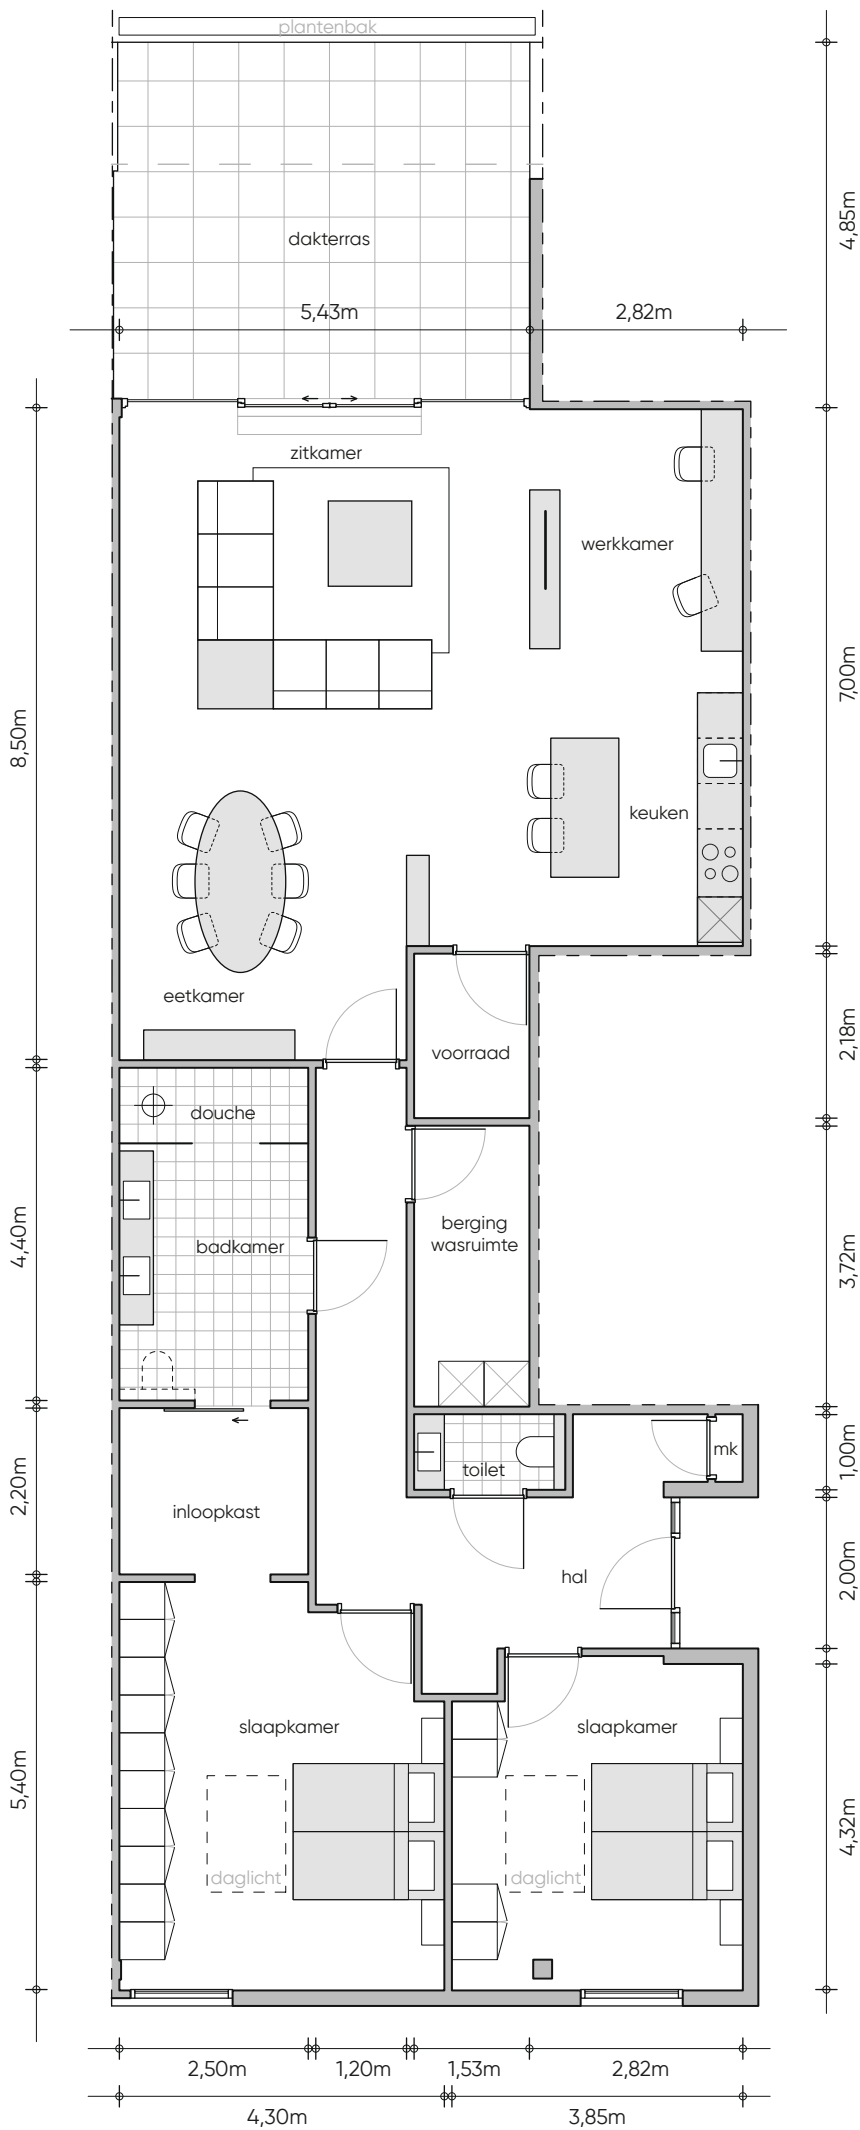 plantenbak
dakterras
4,85m
5,43m
2,82m
zitkamer
werkkamer
7,00m
8,50m
keuken
eetkamer
voorraad
2,18m
douche
badkamer
berging
wasruimte
4,40m
3,72m
toilet
mk
1,00m
2,20m
inloopkast
hal
2,00m
slaapkamer
slaapkamer
5,40m
4,32m
daglicht
daglicht
2,50m
1,20m
1,53m
2,82m
4,30m
3,85m